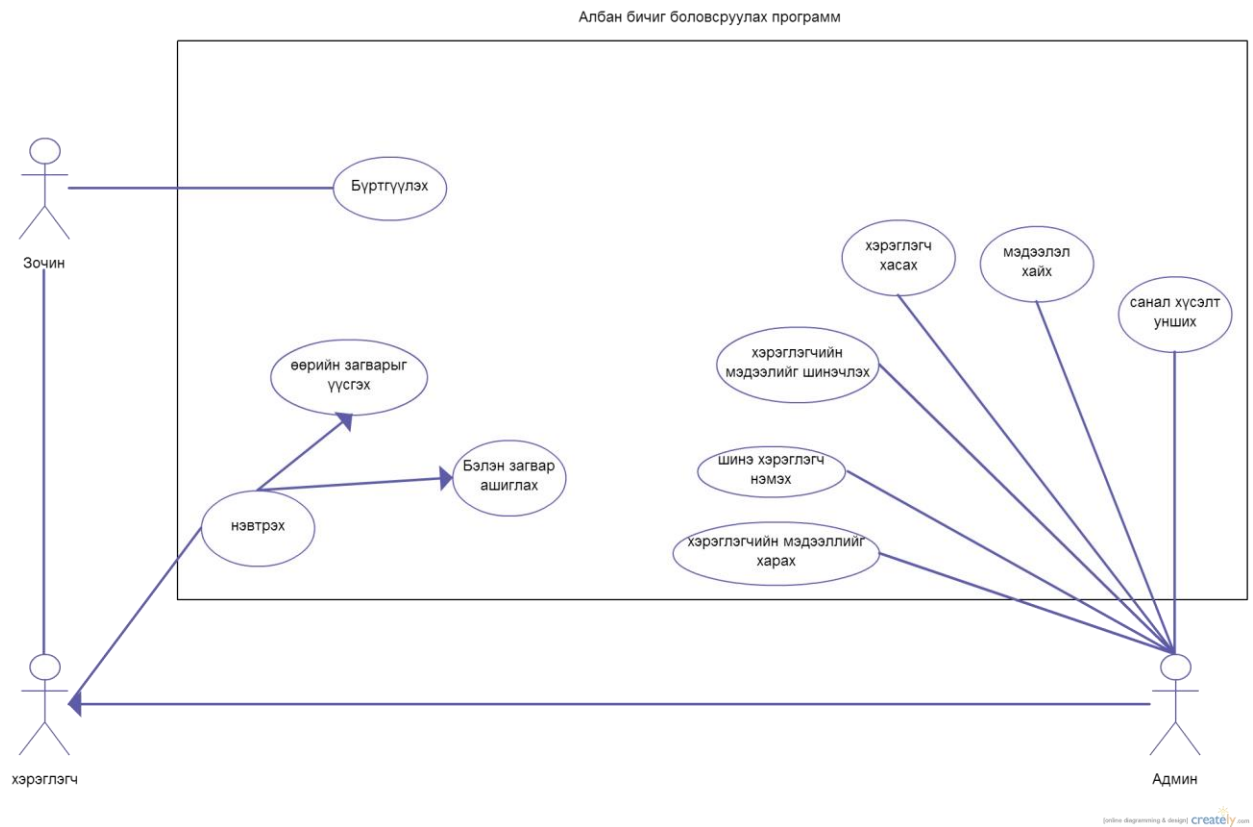 Албан бичиг боловсруулах программ
Зочин
Бүртгүүлэх
хэрэглэгч
хасах
мэдээлэл
хайх
санал хүсэлт
унших
хэрэглэгчийн
мэдээлийг шинэчлэх
өөрийн загварыг
үүсгэх
Бэлэн загвар
ашиглах
шинэ хэрэглэгч
нэмэх
нэвтрэх
хэрэглэгчийн мэдээллийг
харах
хэрэглэгч
Админ
[online diagramming & design] creately.com